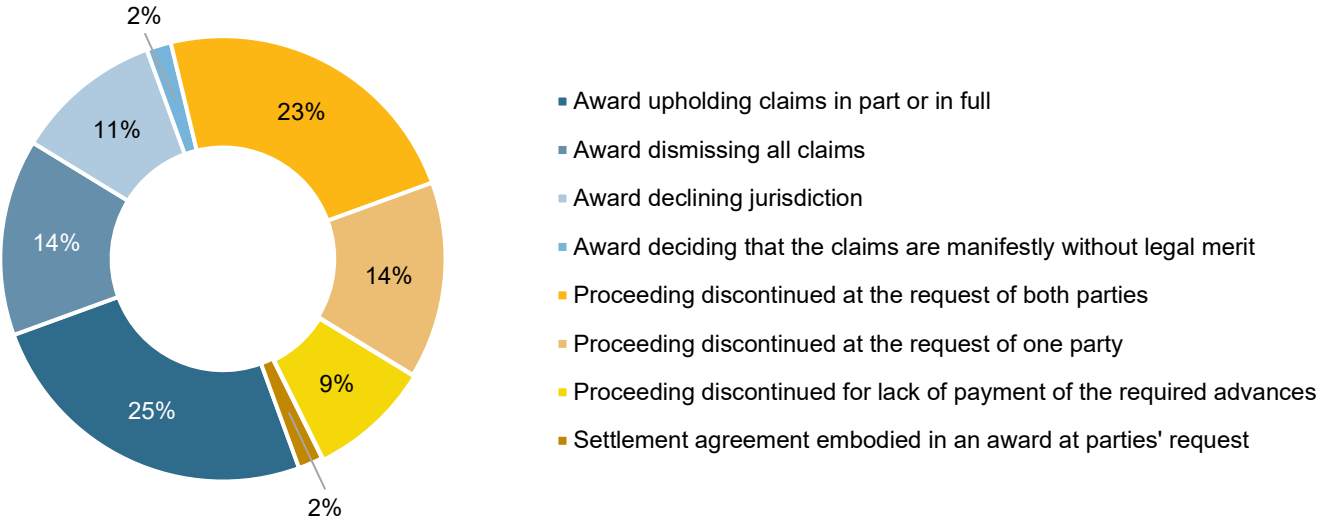 2%
23%
11%
14%
14%
9%
25%
2%
Award upholding claims in part or in full
Award dismissing all claims
Award declining jurisdiction
Award deciding that the claims are manifestly without legal merit
Proceeding discontinued at the request of both parties
Proceeding discontinued at the request of one party
Proceeding discontinued for lack of payment of the required advances
Settlement agreement embodied in an award at parties' request